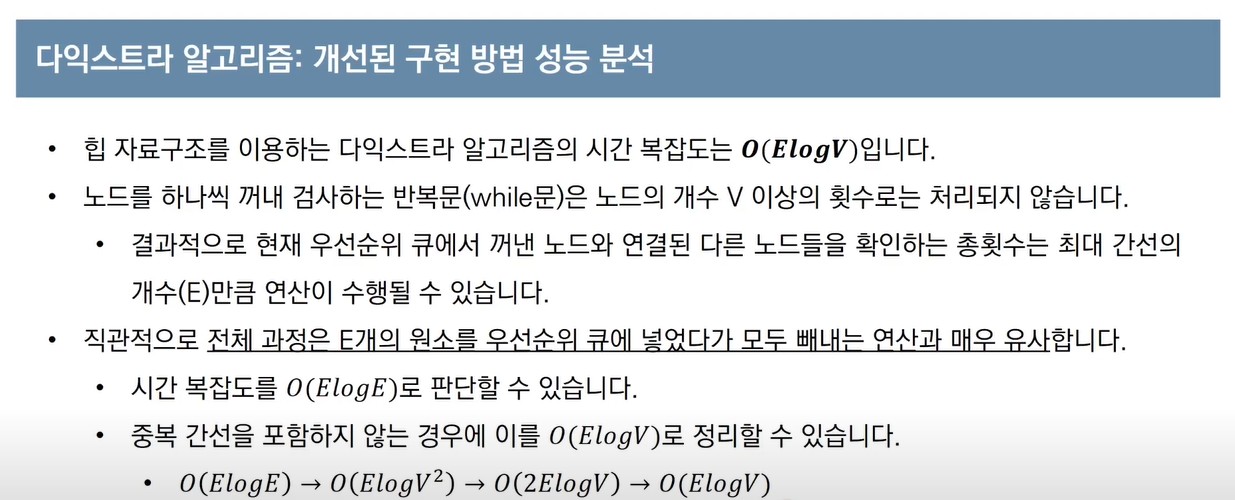 다익스트라 알고리즘: 개선된 구현 방법 성능 분석
• 힙 자료구조를 이용하는 다익스트라 알고리즘의 시간 복잡도는 O(ElogV)입니다.
• 노드를 하나씩 꺼내 검사하는 반복문(while문)은 노드의 개수 V 이상의 횟수로는 처리되지 않습니다.
• 결과적으로 현재 우선순위 큐에서 꺼낸 노드와 연결된 다른 노드들을 확인하는 총횟수는 최대 간선의
개수(E)만큼 연산이 수행될 수 있습니다.
• 직관적으로 전체 과정은 E개의 원소를 우선순위 큐에 넣었다가 모두 빼내는 연산과 매우 유사합니다.
• 시간 복잡도를 O(ElogE)로 판단할 수 있습니다.
• 중복 간선을 포함하지 않는 경우에 이를 O(ElogV)로 정리할 수 있습니다.
• O(ElogE) → O(ElogV²) → O(2ElogV) → O(ElogV)